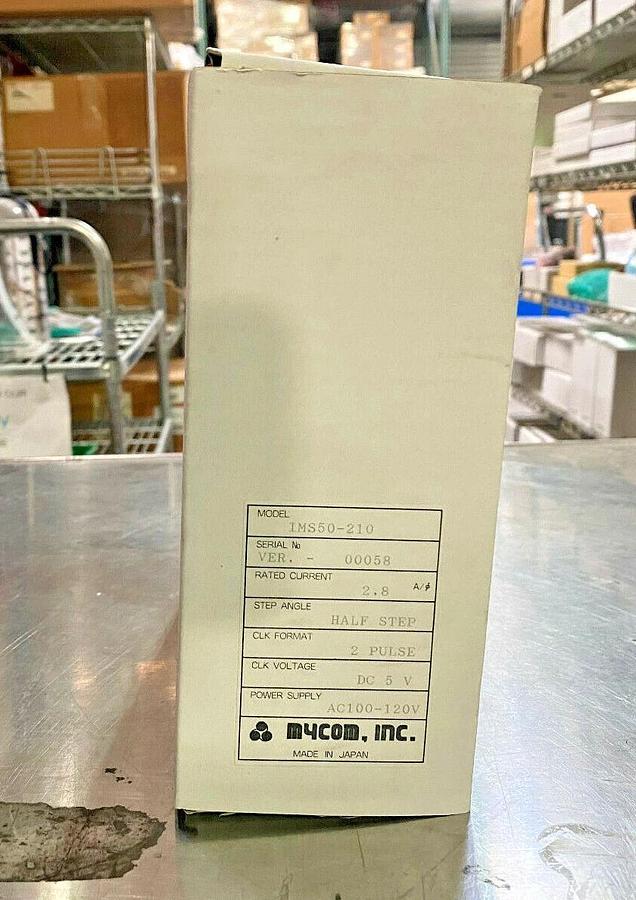 MODEL
IMS50-210
SERIAL No
VER. - 00058
RATED CURRENT
2.8 A/ϕ
STEP ANGLE
HALF STEP
CLK FORMAT
2 PULSE
CLK VOLTAGE
DC 5 V
POWER SUPPLY
AC100-120V
mycom, inc.
MADE IN JAPAN